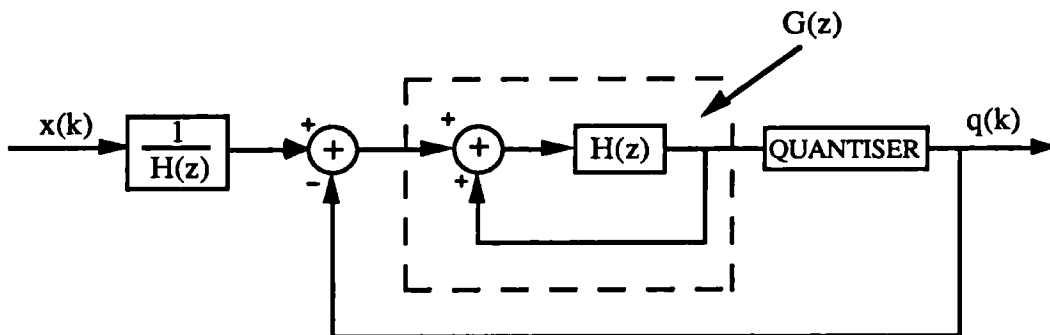 G(z)
x(k)
1
H(z)
+
+
-
+
+
+
H(z)
QUANTISER
q(k)